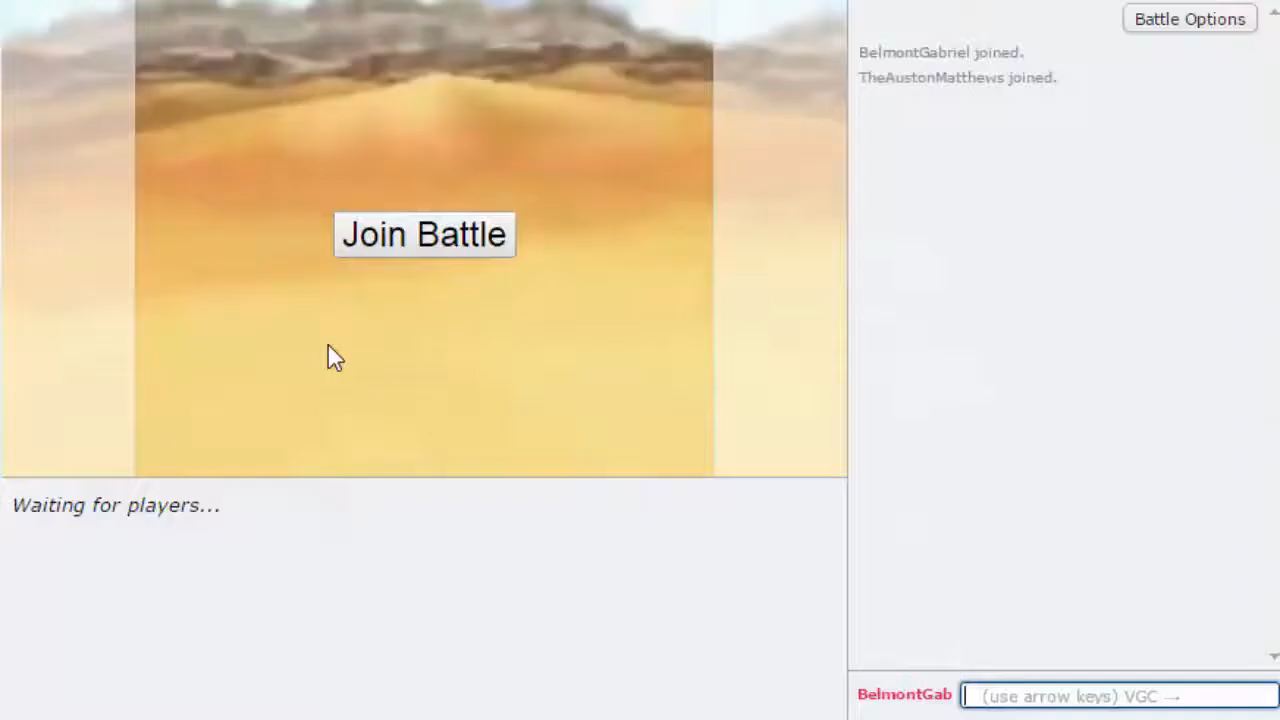 Battle Options
BelmontGabriel joined.
TheAustonMatthews joined.
Join Battle
Waiting for players...
BelmontGab
(use arrow keys) VGC →